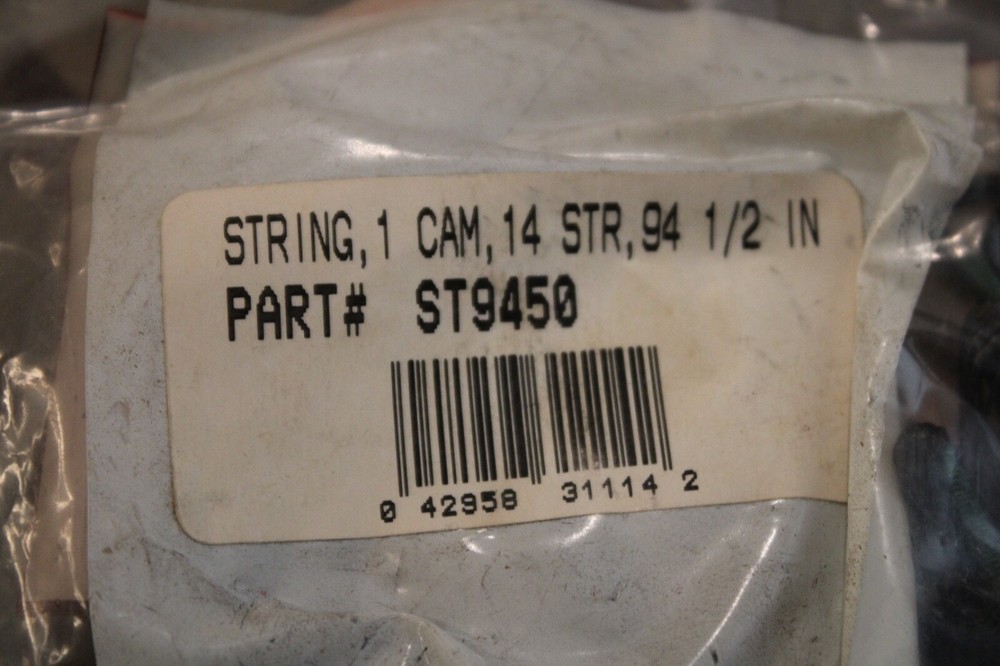 STRING,1 CAM,14 STR,94 1/2 IN
PART# ST9450
0 42958 31114 2